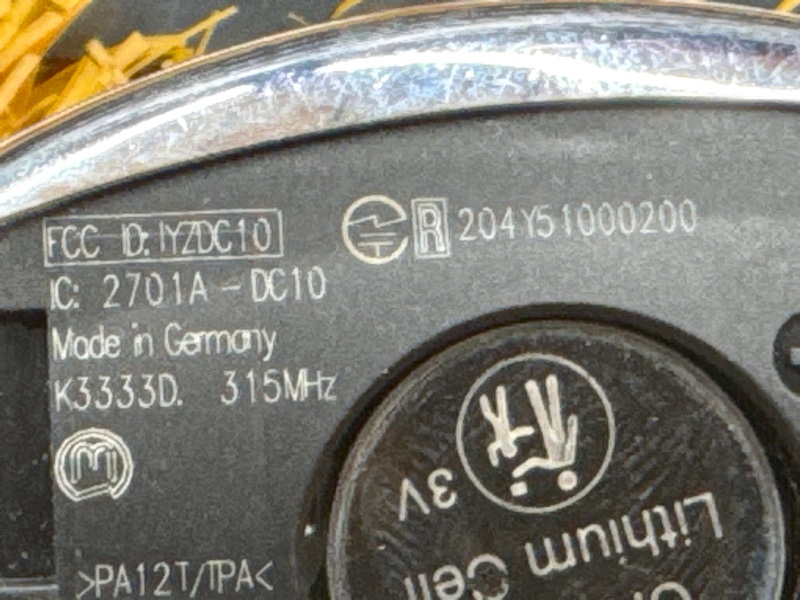 FCC ID: IYZDC10
R 204Y51000200
IC: 2701A-DC10
Made in Germany
K3333D. 315MHz
M
>PA12T/TPA<
3V
Lithium Cell